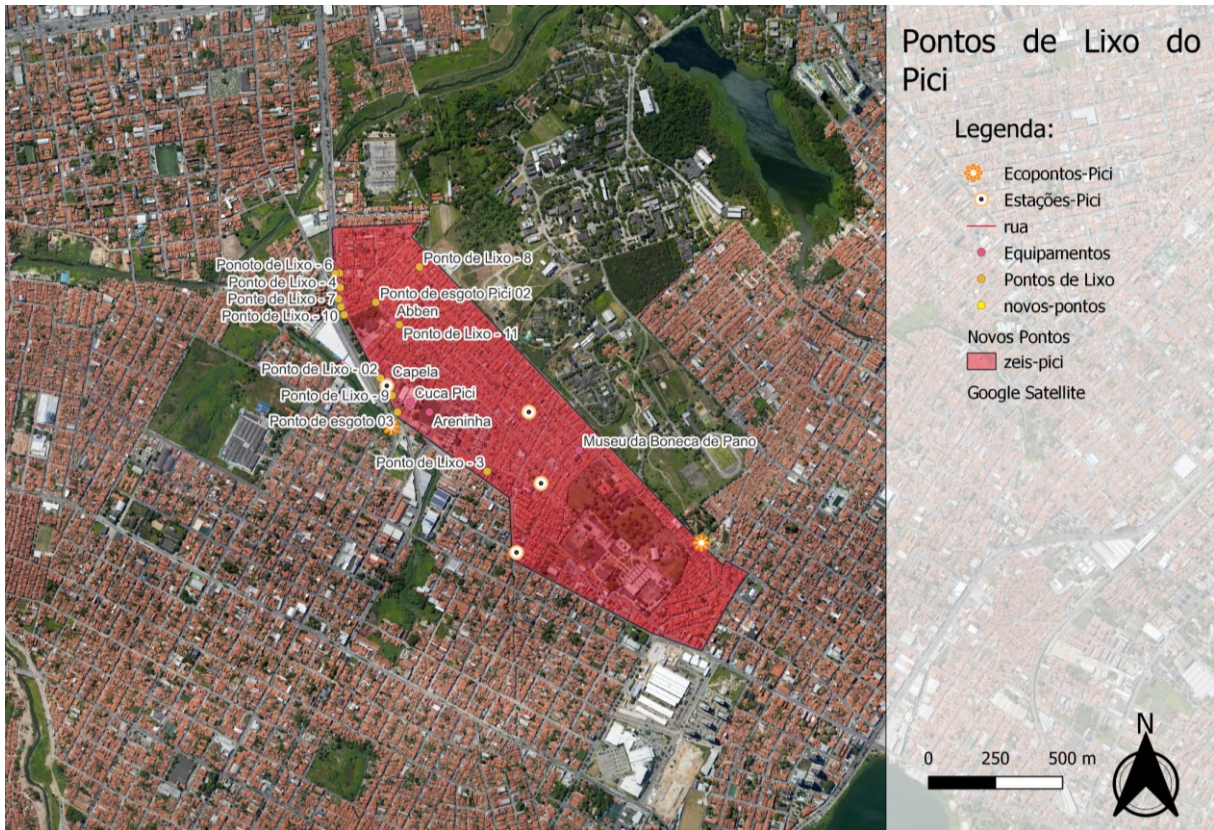 Pontos de Lixo do
Pici
Legenda:
Ecopontos-Pici
Estações-Pici
rua
Equipamentos
Pontos de Lixo
novos-pontos
Novos Pontos
zeis-pici
Google Satellite
N
0 250 500 m
Ponoto de Lixo - 6
Ponto de Lixo - 8
Ponto de Lixo - 4
Ponte de Lixo - 7
Ponto de esgoto Pici 02
Ponto de Lixo - 10
Abben
Ponto de Lixo - 11
Ponto de Lixo - 02
Capela
Ponto de Lixo - 9
Cuca Pici
Ponto de esgoto 03
Areninha
Museu da Boneca de Pano
Ponto de Lixo - 3